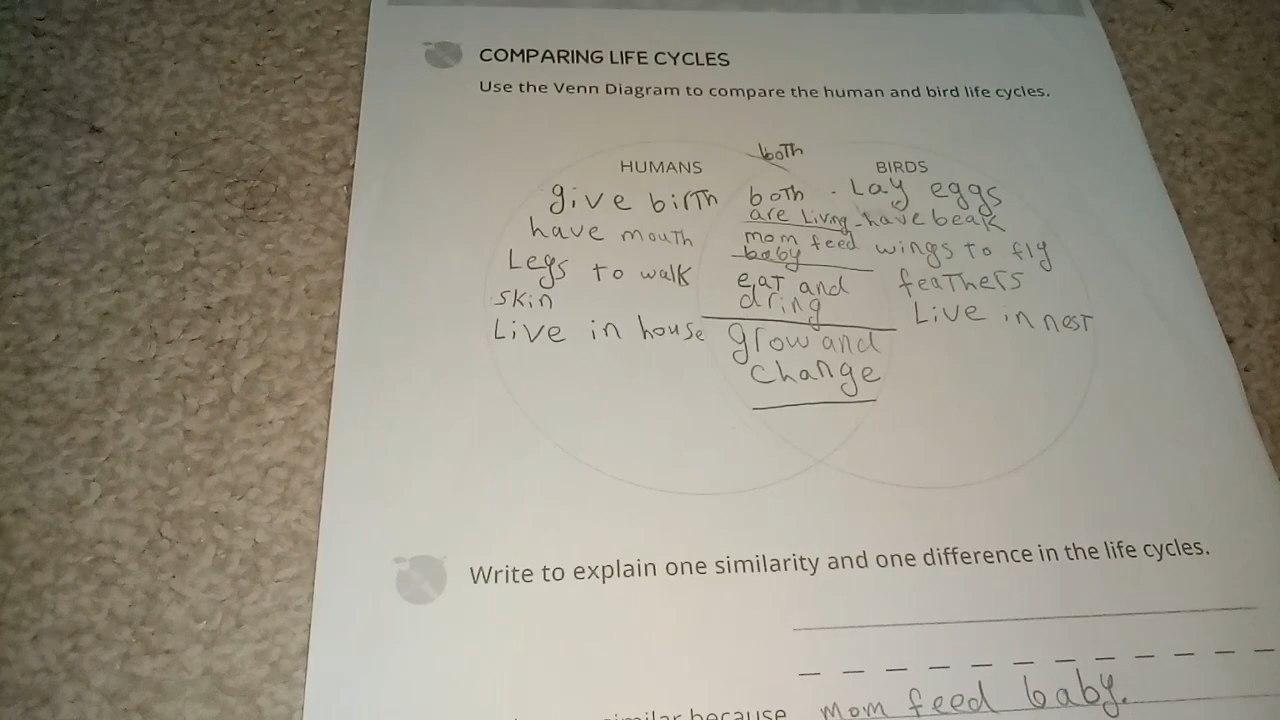 COMPARING LIFE CYCLES
Use the Venn Diagram to compare the human and bird life cycles.
both
HUMANS
BIRDS
give birth
have mouth
Legs to walk
skin
Live in house
both
are Living
mom feed
baby
eat and
dring
grow and
change
- Lay eggs
- have beak
wings to fly
feathers
Live in nest
Write to explain one similarity and one difference in the life cycles.
similar because mom feed baby.